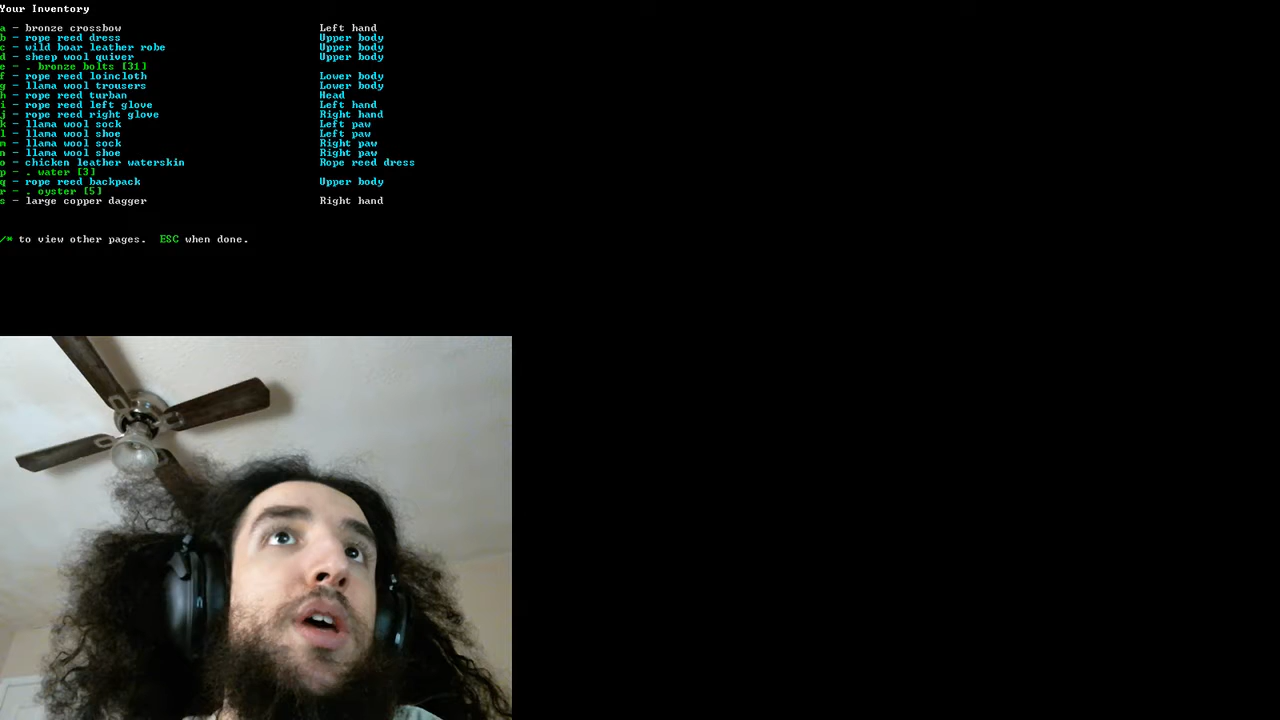 Your Inventory
a - bronze crossbow Left hand
b - rope reed dress Upper body
c - wild boar leather robe Upper body
d - sheep wool quiver Upper body
e - . bronze bolts [31]
f - rope reed loincloth Lower body
g - llama wool trousers Lower body
h - rope reed turban Head
i - rope reed left glove Left hand
j - rope reed right glove Right hand
k - llama wool sock Left paw
l - llama wool shoe Left paw
m - llama wool sock Right paw
n - llama wool shoe Right paw
o - chicken leather waterskin Rope reed dress
p - . water [3]
q - rope reed backpack Upper body
r - . oyster [5]
s - large copper dagger Right hand
/* to view other pages. ESC when done.